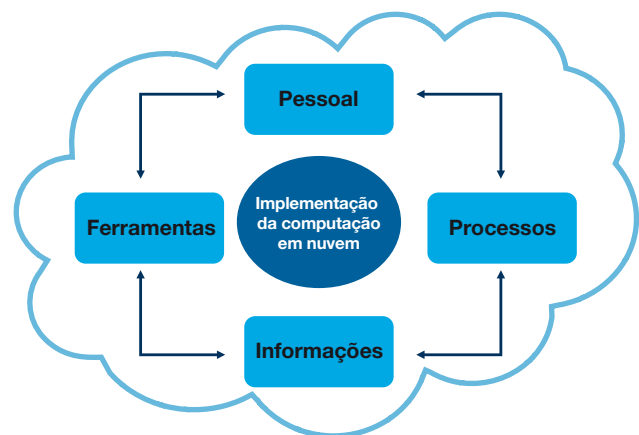 Pessoal
Ferramentas
Implementação
da computação
em nuvem
Processos
Informações